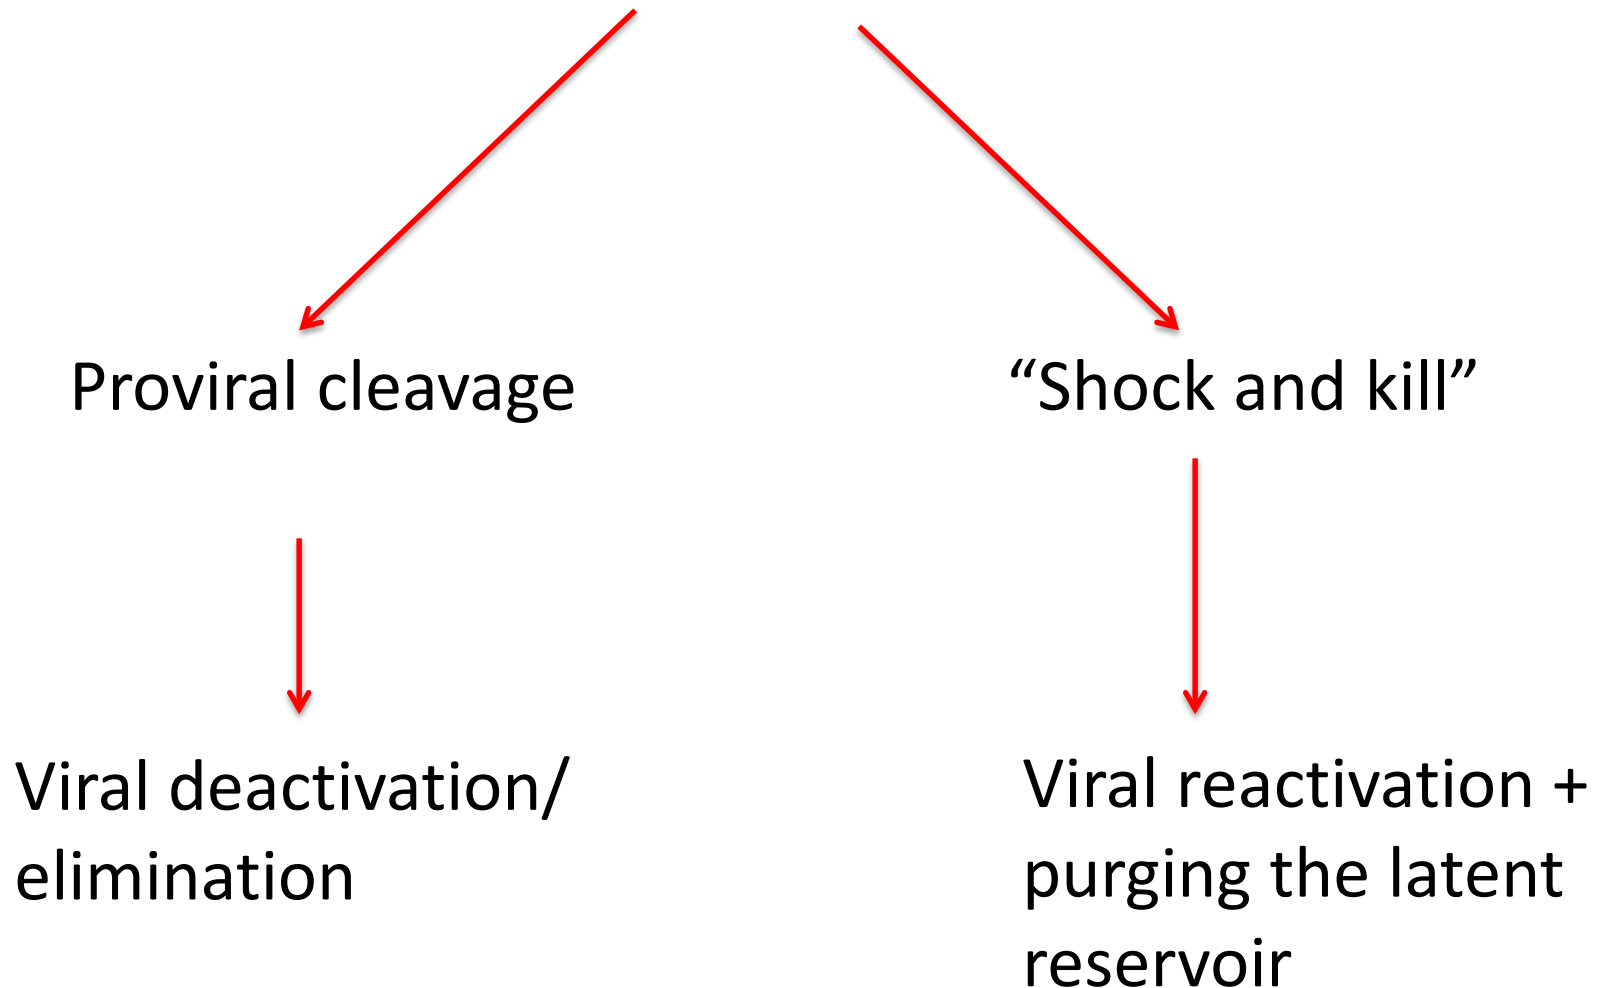 Proviral cleavage
“Shock and kill”
Viral deactivation/
elimination
Viral reactivation +
purging the latent
reservoir